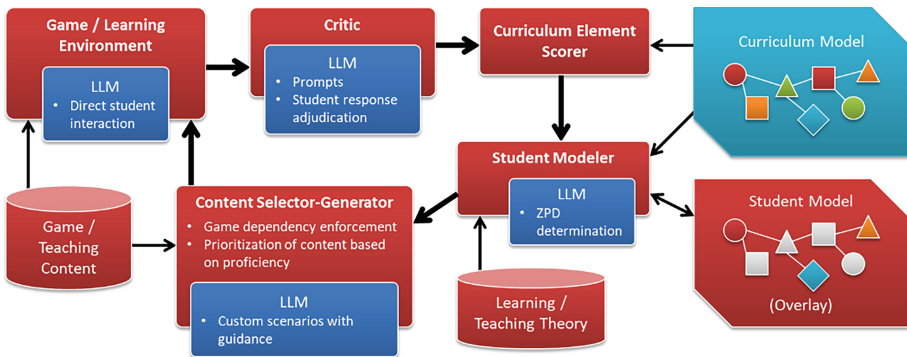 Game / Learning
Environment
LLM
• Direct student
interaction
Critic
LLM
• Prompts
• Student response
adjudication
Curriculum Element
Scorer
Curriculum Model
Student Modeler
LLM
• ZPD
determination
Student Model
(Overlay)
Content Selector-Generator
• Game dependency enforcement
• Prioritization of content based
on proficiency
LLM
• Custom scenarios with
guidance
Game /
Teaching
Content
Learning /
Teaching Theory